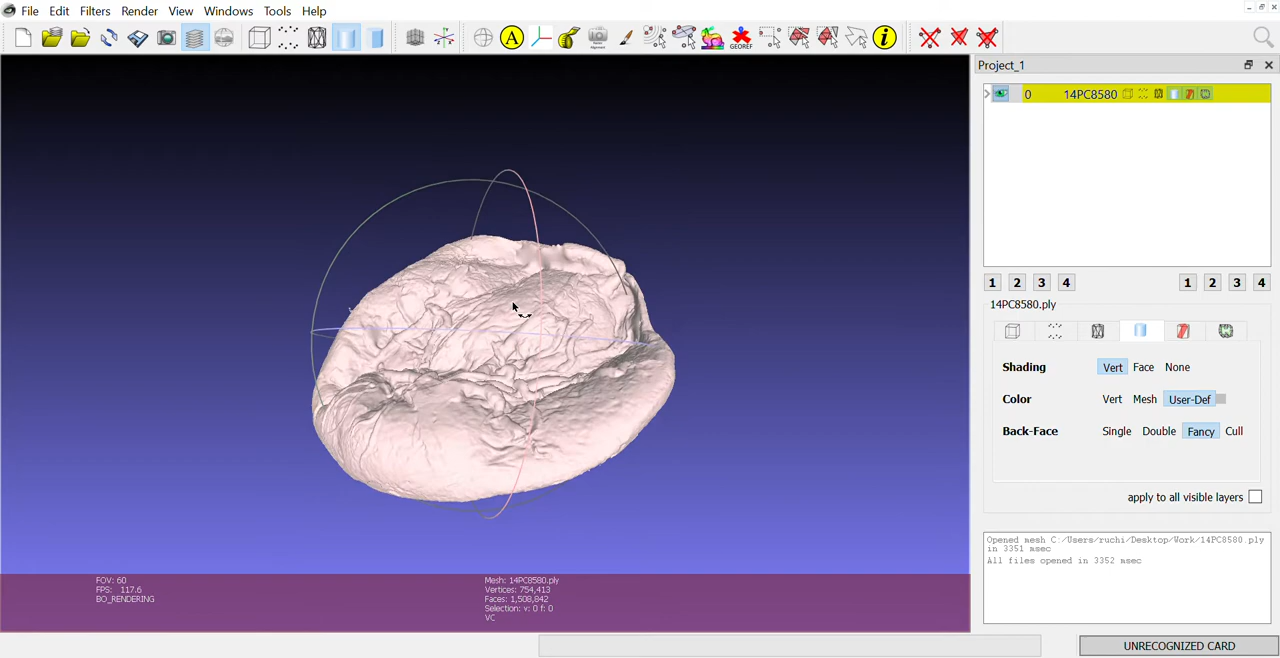 File Edit Filters Render View Windows Tools Help
A
GEOREF
i
Project_1
0 14PC8580
1 2 3 4 1 2 3 4
14PC8580.ply
Shading Vert Face None
Color Vert Mesh User-Def
Back-Face Single Double Fancy Cull
apply to all visible layers
Opened mesh C:/Users/ruchi/Desktop/Work/14PC8580.ply
in 3351 msec
All files opened in 3352 msec
FOV: 60
FPS: 117.6
BO_RENDERING
Mesh: 14PC8580.ply
Vertices: 754,413
Faces: 1,508,842
Selection: v: 0 f: 0
VC
UNRECOGNIZED CARD